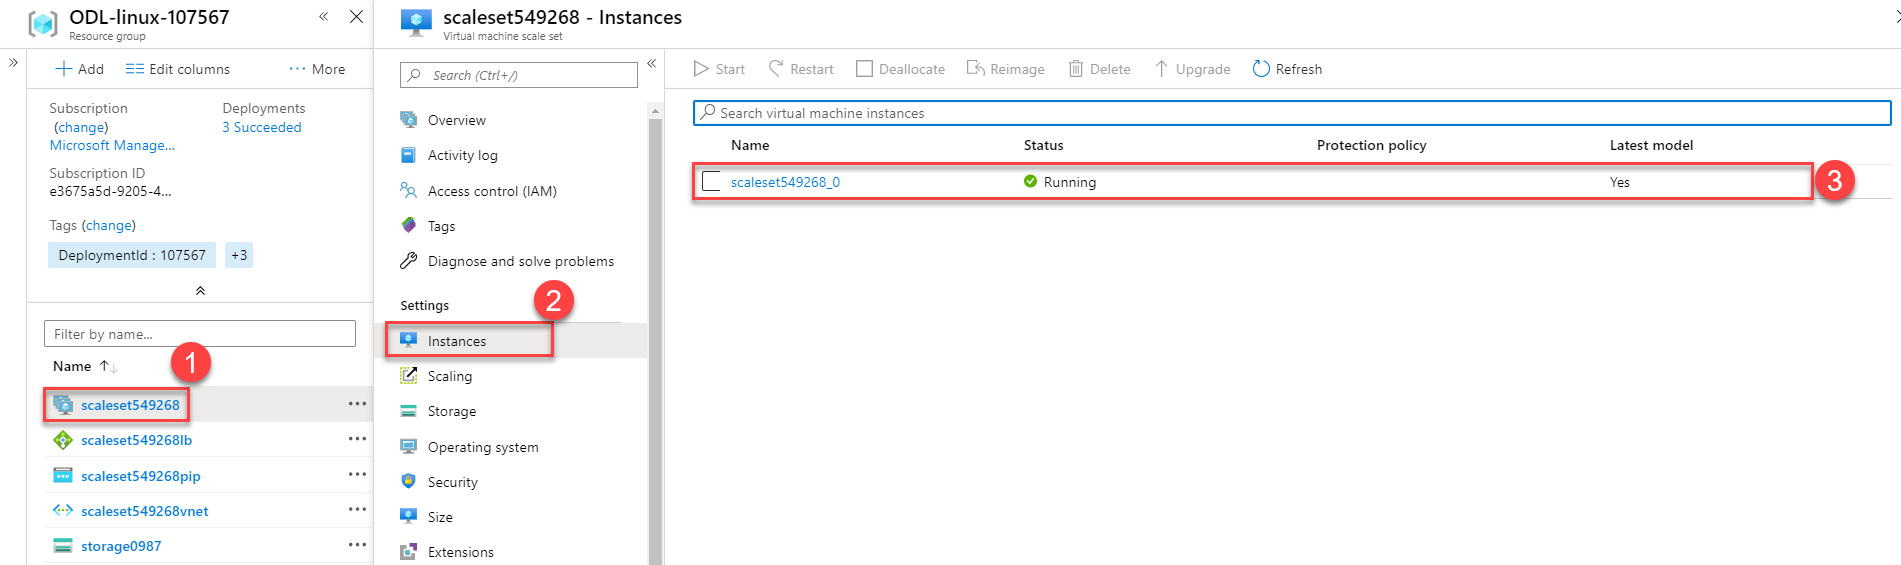 ODL-linux-107567
Resource group
Add
Edit columns
··· More
Subscription
(change)
Microsoft Manage...
Deployments
3 Succeeded
Subscription ID
e3675a5d-9205-4...
Tags (change)
DeploymentId : 107567
+3
Filter by name...
Name
1
scaleset549268
scaleset549268lb
scaleset549268pip
scaleset549268vnet
storage0987
scaleset549268 - Instances
Virtual machine scale set
Search (Ctrl+/)
Overview
Activity log
Access control (IAM)
Tags
Diagnose and solve problems
Settings
2
Instances
Scaling
Storage
Operating system
Security
Size
Extensions
Start
Restart
Deallocate
Reimage
Delete
Upgrade
Refresh
Search virtual machine instances
Name Status Protection policy Latest model
scaleset549268_0 Running Yes
3